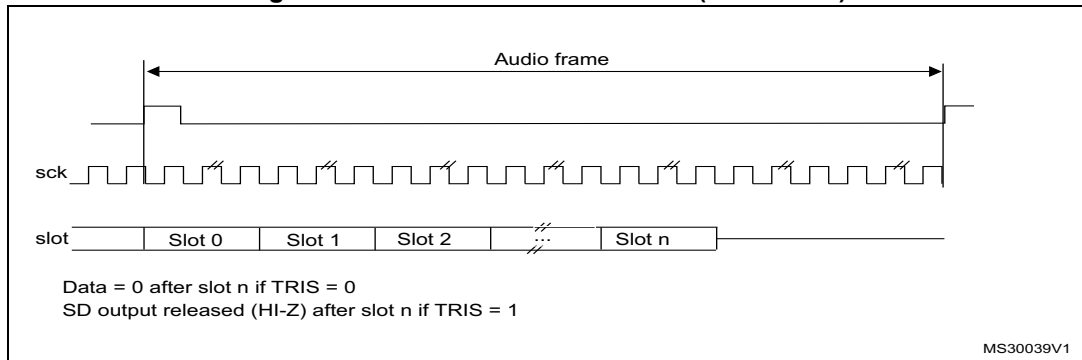 Audio frame
sck
slot
Slot 0
Slot 1
Slot 2
...
Slot n
Data = 0 after slot n if TRIS = 0
SD output released (HI-Z) after slot n if TRIS = 1
MS30039V1